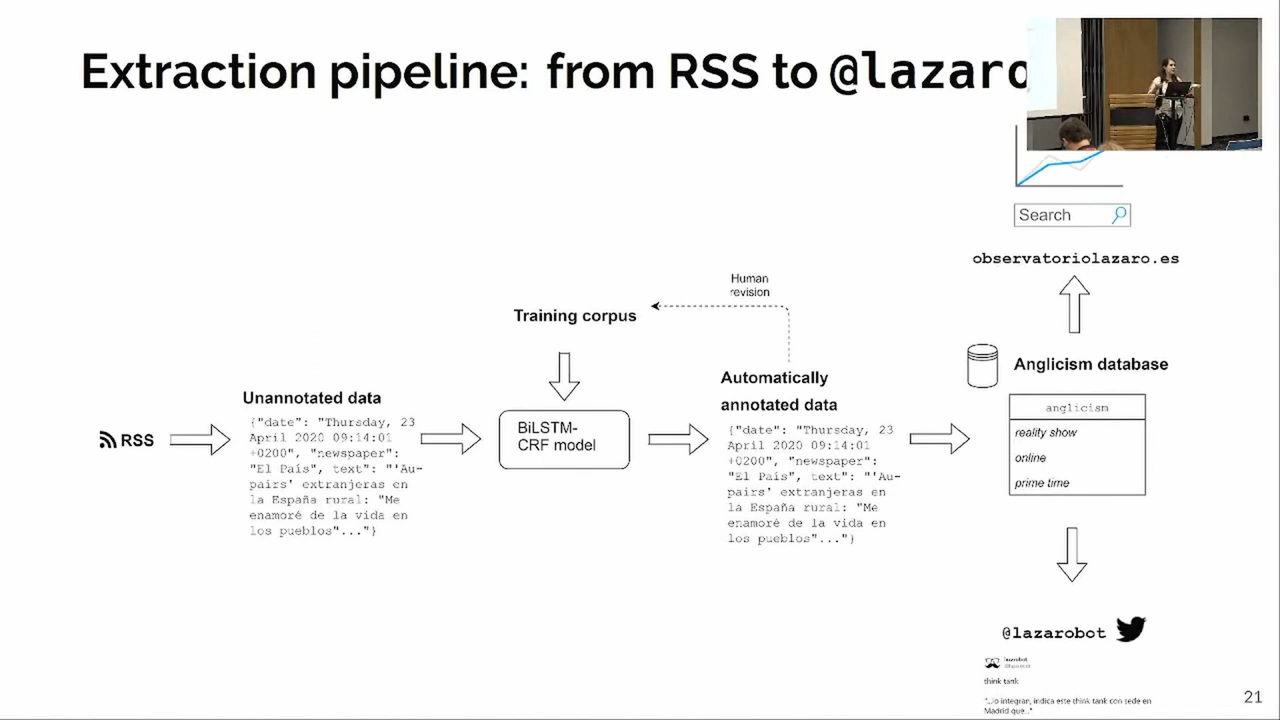 Extraction pipeline: from RSS to @lazaro
Search
observatoriolazaro.es
Human
revision
Training corpus
Anglicism database
Automatically
annotated data
Unannotated data
RSS
{"date": "Thursday, 23
April 2020 09:14:01
+0200", "newspaper":
"El País", text": "'Au-
pairs' extranjeras en
la España rural: "Me
enamoré de la vida en
los pueblos"..."}
BiLSTM-
CRF model
{"date": "Thursday, 23
April 2020 09:14:01
+0200", "newspaper":
"El País", text": "'Au-
pairs' extranjeras en
la España rural: "Me
enamoré de la vida en
los pueblos"..."}
anglicism
reality show
online
prime time
@lazarobot
lazarobot
think tank
"...lo integran, indica este think tank con sede en
Madrid que..."
21